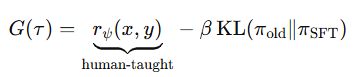 G(τ) = r_ψ(x, y) − β KL(π_old‖π_SFT)
human-taught